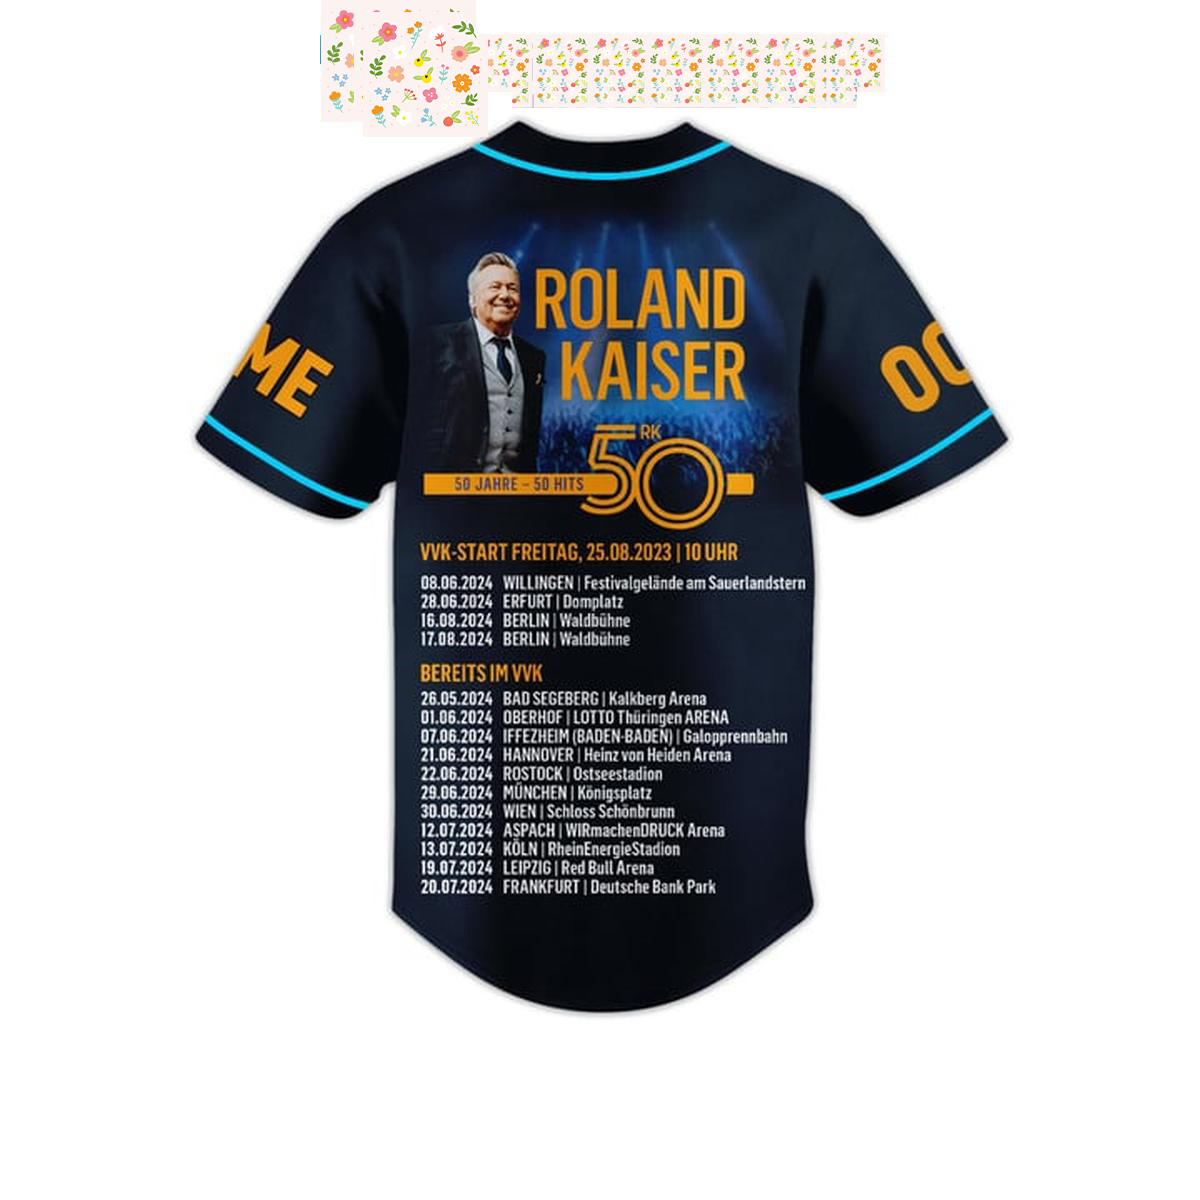 ROLAND
KAISER
RK
50
50 JAHRE – 50 HITS
ME
VVK-START FREITAG, 25.08.2023 | 10 UHR
08.06.2024 WILLINGEN | Festivalgelände am Sauerlandstern
28.06.2024 ERFURT | Domplatz
16.08.2024 BERLIN | Waldbühne
17.08.2024 BERLIN | Waldbühne
BEREITS IM VVK
26.05.2024 BAD SEGEBERG | Kalkberg Arena
01.06.2024 OBERHOF | LOTTO Thüringen ARENA
07.06.2024 IFFEZHEIM (BADEN-BADEN) | Galopprennbahn
21.06.2024 HANNOVER | Heinz von Heiden Arena
22.06.2024 ROSTOCK | Ostseestadion
29.06.2024 MÜNCHEN | Königsplatz
30.06.2024 WIEN | Schloss Schönbrunn
12.07.2024 ASPACH | WIRmachenDRUCK Arena
13.07.2024 KÖLN | RheinEnergieStadion
19.07.2024 LEIPZIG | Red Bull Arena
20.07.2024 FRANKFURT | Deutsche Bank Park